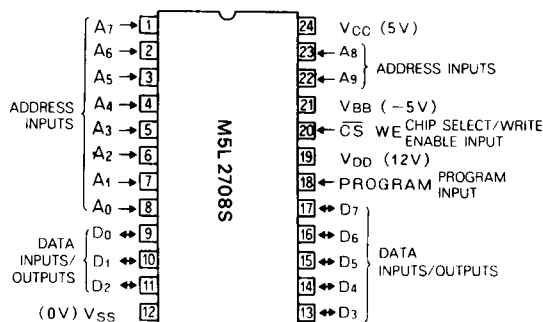 A7 → 1
A6 → 2
A5 → 3
A4 → 4
A3 → 5
A2 → 6
A1 → 7
A0 → 8
ADDRESS
INPUTS
D0 ↔ 9
D1 ↔ 10
D2 ↔ 11
DATA
INPUTS/
OUTPUTS
(0V) VSS 12
M5L2708S
24 VCC (5V)
23 ← A8
22 ← A9
ADDRESS INPUTS
21 VBB (−5V)
20 ← C̅S̅ WE CHIP SELECT/WRITE
ENABLE INPUT
19 VDD (12V)
18 ← PROGRAM PROGRAM
INPUT
17 ↔ D7
16 ↔ D6
15 ↔ D5
14 ↔ D4
13 ↔ D3
DATA
INPUTS/OUTPUTS